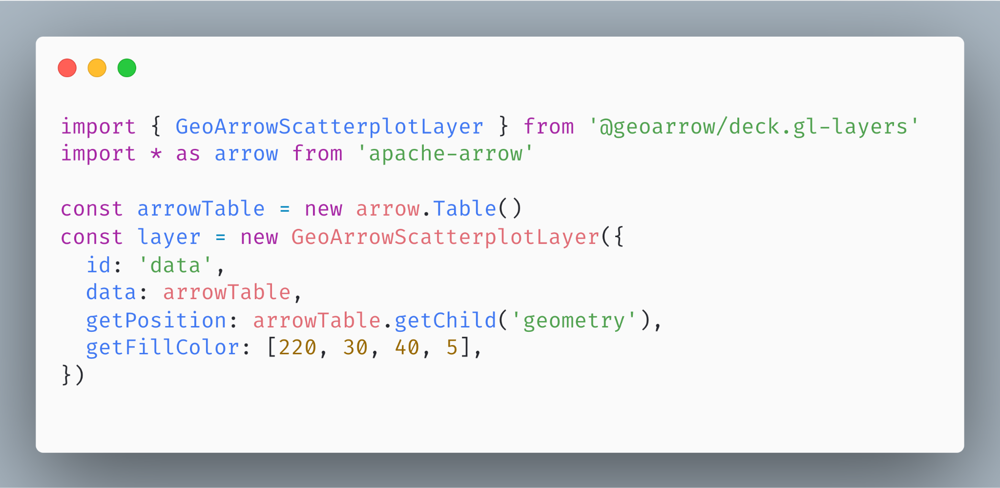 import { GeoArrowScatterplotLayer } from '@geoarrow/deck.gl-layers'
import * as arrow from 'apache-arrow'

const arrowTable = new arrow.Table()
const layer = new GeoArrowScatterplotLayer({
  id: 'data',
  data: arrowTable,
  getPosition: arrowTable.getChild('geometry'),
  getFillColor: [220, 30, 40, 5],
})